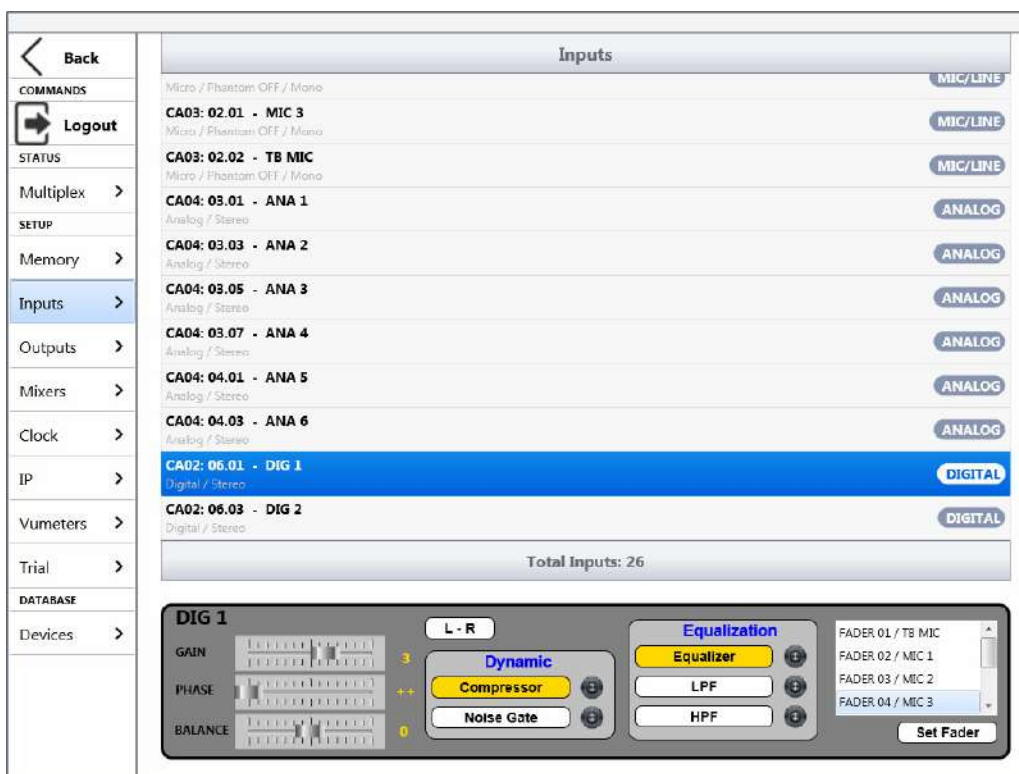 Back
COMMANDS
Logout
STATUS
Multiplex
SETUP
Memory
Inputs
Outputs
Mixers
Clock
IP
Vumeters
Trial
DATABASE
Devices
Inputs
Micro / Phantom OFF / Mono
MIC/LINE
CA03: 02.01 - MIC 3
Micro / Phantom OFF / Mono
MIC/LINE
CA03: 02.02 - TB MIC
Micro / Phantom OFF / Mono
MIC/LINE
CA04: 03.01 - ANA 1
Analog / Stereo
ANALOG
CA04: 03.03 - ANA 2
Analog / Stereo
ANALOG
CA04: 03.05 - ANA 3
Analog / Stereo
ANALOG
CA04: 03.07 - ANA 4
Analog / Stereo
ANALOG
CA04: 04.01 - ANA 5
Analog / Stereo
ANALOG
CA04: 04.03 - ANA 6
Analog / Stereo
ANALOG
CA02: 06.01 - DIG 1
Digital / Stereo
DIGITAL
CA02: 06.03 - DIG 2
Digital / Stereo
DIGITAL
Total Inputs: 26
DIG 1
GAIN
3
PHASE
++
BALANCE
0
L - R
Dynamic
Compressor
Noise Gate
Equalization
Equalizer
LPF
HPF
FADER 01 / TB MIC
FADER 02 / MIC 1
FADER 03 / MIC 2
FADER 04 / MIC 3
Set Fader